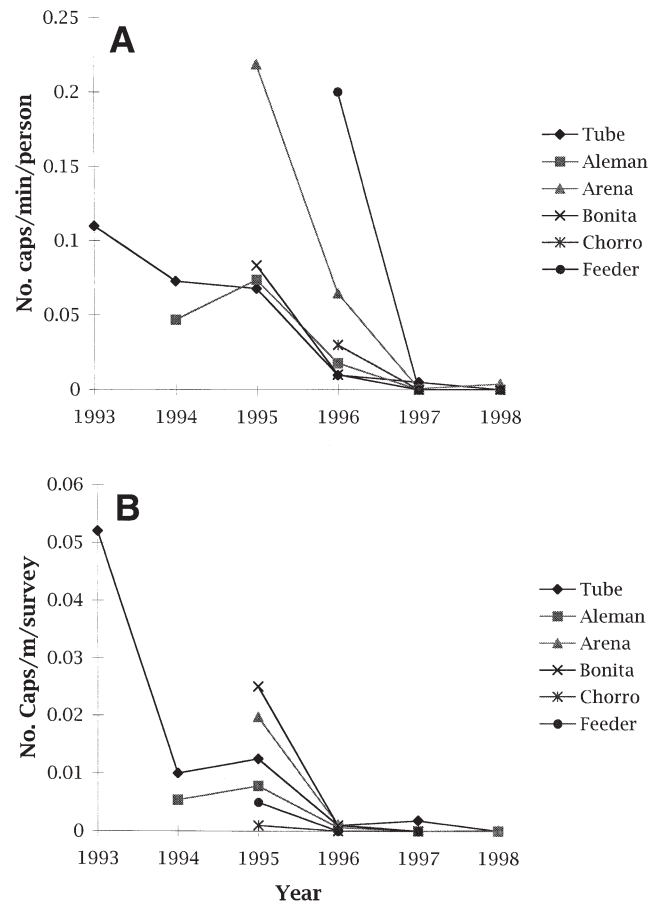 A
No. caps/min/person
0.25
0.2
0.15
0.1
0.05
0
1993 1994 1995 1996 1997 1998
Tube
Aleman
Arena
Bonita
Chorro
Feeder
B
No. Caps/m/survey
0.06
0.05
0.04
0.03
0.02
0.01
0
1993 1994 1995 1996 1997 1998
Year
Tube
Aleman
Arena
Bonita
Chorro
Feeder